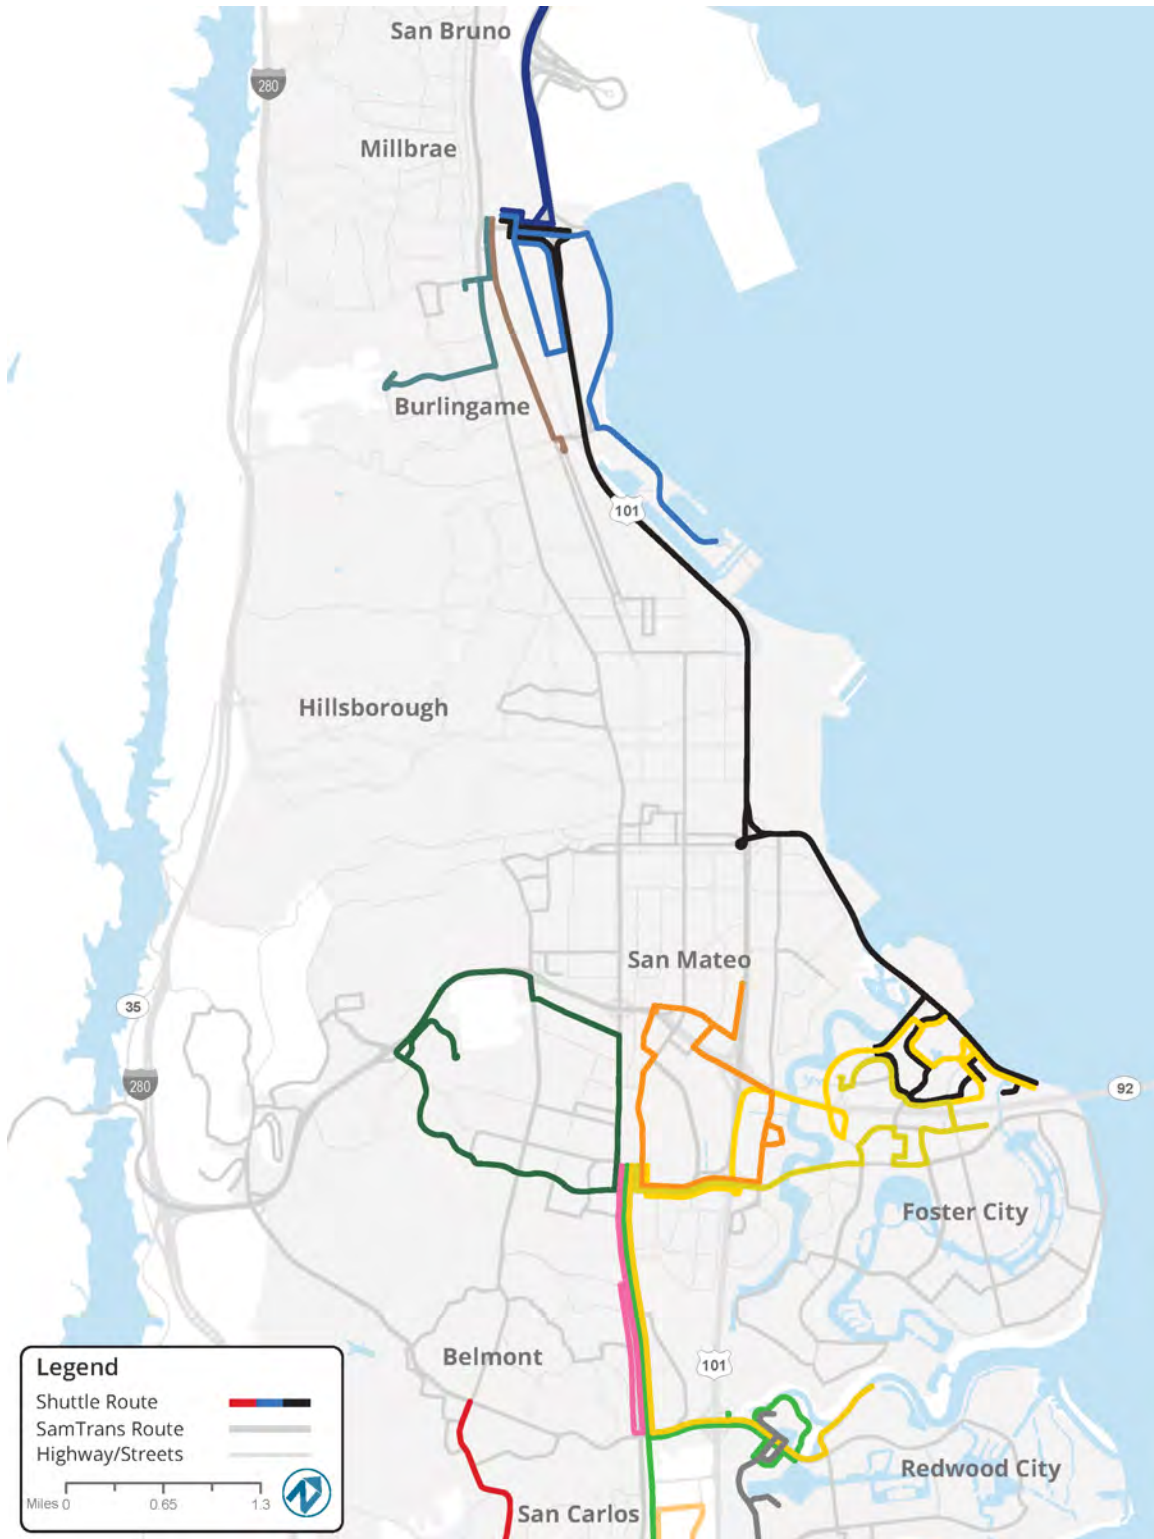 San Bruno
280
Millbrae
Burlingame
101
Hillsborough
San Mateo
35
280
92
Foster City
Belmont
101
Redwood City
San Carlos
Legend
Shuttle Route
SamTrans Route
Highway/Streets
Miles 0 0.65 1.3